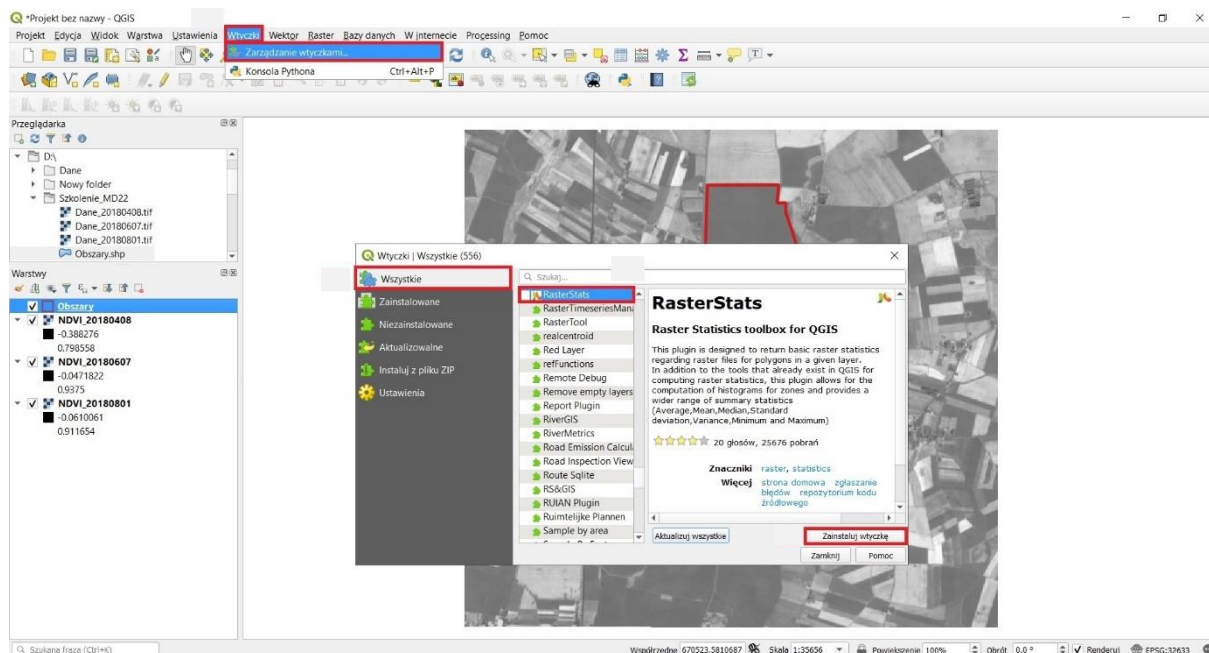 *Projekt bez nazwy - QGIS
Projekt Edycja Widok Warstwa Ustawienia Wtyczki Wektor Raster Bazy danych W internecie Processing Pomoc
Zarządzanie wtyczkami...
Konsola Pythona Ctrl+Alt+P
Przeglądarka
D:\
Dane
Nowy folder
Szkolenie_MD22
Dane_20180408.tif
Dane_20180607.tif
Dane_20180801.tif
Obszary.shp
Warstwy
Obszary
NDVI_20180408
-0.388276
0.798558
NDVI_20180607
-0.0471822
0.9375
NDVI_20180801
-0.0610061
0.911654
Wtyczki | Wszystkie (556)
Wszystkie
Zainstalowane
Niezainstalowane
Aktualizowalne
Instaluj z pliku ZIP
Ustawienia
Szukaj...
RasterStats
RasterTimeseriesMana
RasterTool
realcentroid
Red Layer
refFunctions
Remote Debug
Remove empty layers
Report Plugin
RiverGIS
RiverMetrics
Road Emission Calcul
Road Inspection View
Route Sqlite
RS&GIS
RUIAN Plugin
Ruimtelijke Plannen
Sample by area
RasterStats
Raster Statistics toolbox for QGIS
This plugin is designed to return basic raster statistics
regarding raster files for polygons in a given layer.
In addition to the tools that already exist in QGIS for
computing raster statistics, this plugin allows for the
computation of histograms for zones and provides a
wider range of summary statistics
(Average,Mean,Median,Standard
deviation,Variance,Minimum and Maximum)
20 głosów, 25676 pobrań
Znaczniki raster, statistics
Więcej strona domowa zgłaszanie
błędów repozytorium kodu
źródłowego
Aktualizuj wszystkie
Zainstaluj wtyczkę
Zamknij
Pomoc
Szukana fraza (Ctrl+K)
Współrzędne 670523.5810687 Skala 1:35656 Powiększenie 100% Obrót 0.0 ° Renderuj EPSG:32633